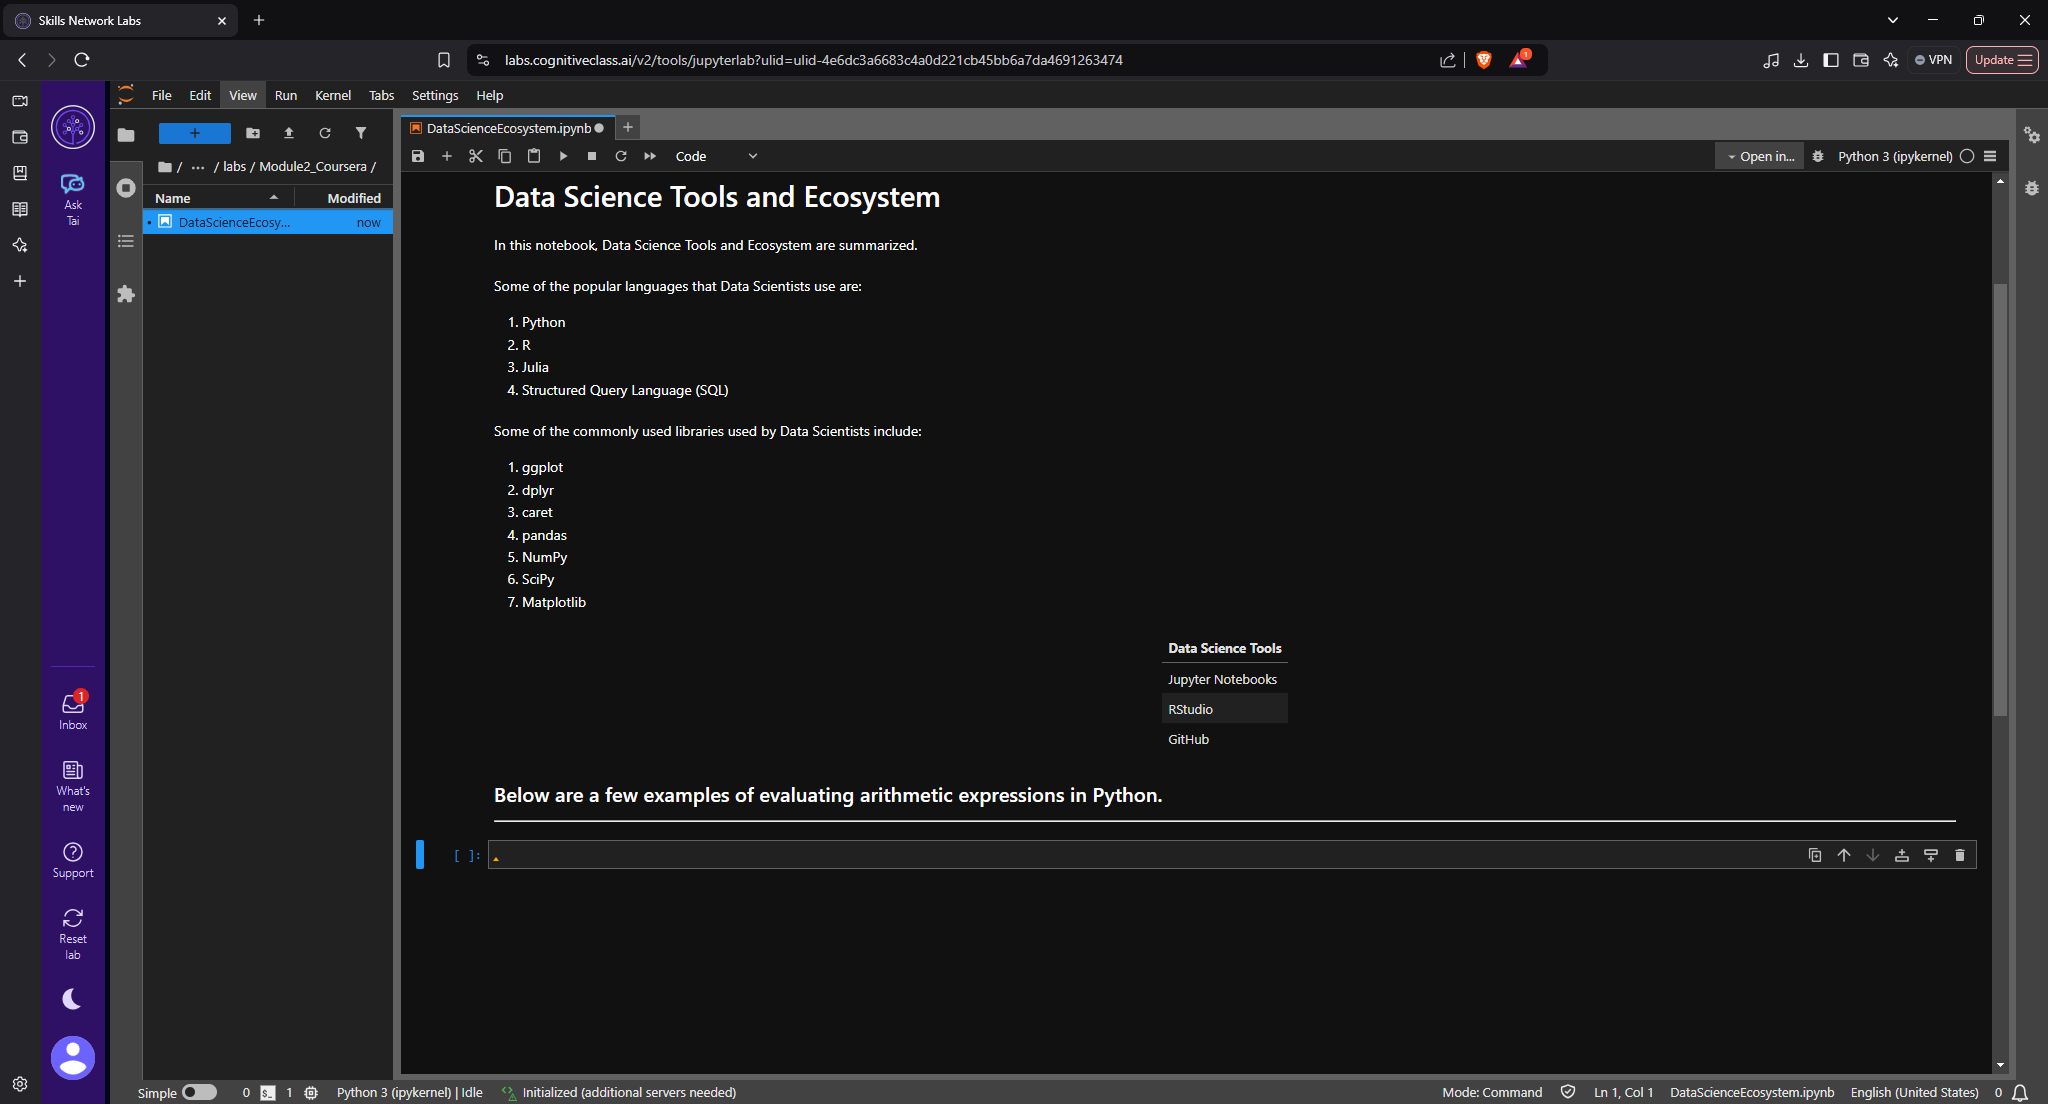 Skills Network Labs
labs.cognitiveclass.ai/v2/tools/jupyterlab?ulid=ulid-4e6dc3a6683c4a0d221cb45bb6a7da4691263474
1
VPN
Update
File Edit View Run Kernel Tabs Settings Help
Ask
Tai
/ ... / labs / Module2_Coursera /
Name Modified
DataScienceEcosy... now
DataScienceEcosystem.ipynb
Code
Open in...
Python 3 (ipykernel)
Data Science Tools and Ecosystem
In this notebook, Data Science Tools and Ecosystem are summarized.
Some of the popular languages that Data Scientists use are:
1. Python
2. R
3. Julia
4. Structured Query Language (SQL)
Some of the commonly used libraries used by Data Scientists include:
1. ggplot
2. dplyr
3. caret
4. pandas
5. NumPy
6. SciPy
7. Matplotlib
Data Science Tools
Jupyter Notebooks
RStudio
GitHub
Below are a few examples of evaluating arithmetic expressions in Python.
[ ]:
1
Inbox
What's
new
Support
Reset
lab
Simple 0 1 Python 3 (ipykernel) | Idle Initialized (additional servers needed)
Mode: Command Ln 1, Col 1 DataScienceEcosystem.ipynb English (United States) 0